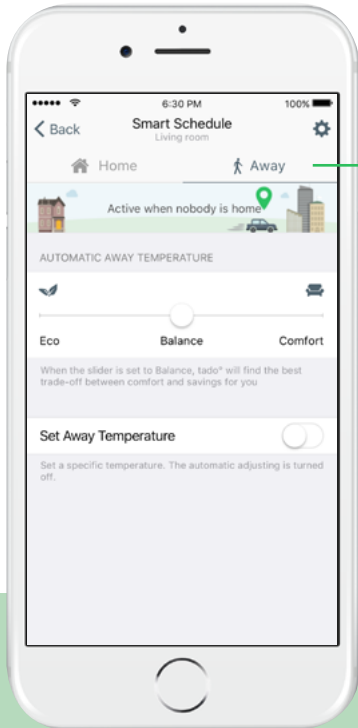 6:30 PM
100%
Back
Smart Schedule
Living room
Home
Away
Active when nobody is home
AUTOMATIC AWAY TEMPERATURE
Eco
Balance
Comfort
When the slider is set to Balance, tado° will find the best
trade-off between comfort and savings for you
Set Away Temperature
Set a specific temperature. The automatic adjusting is turned
off.